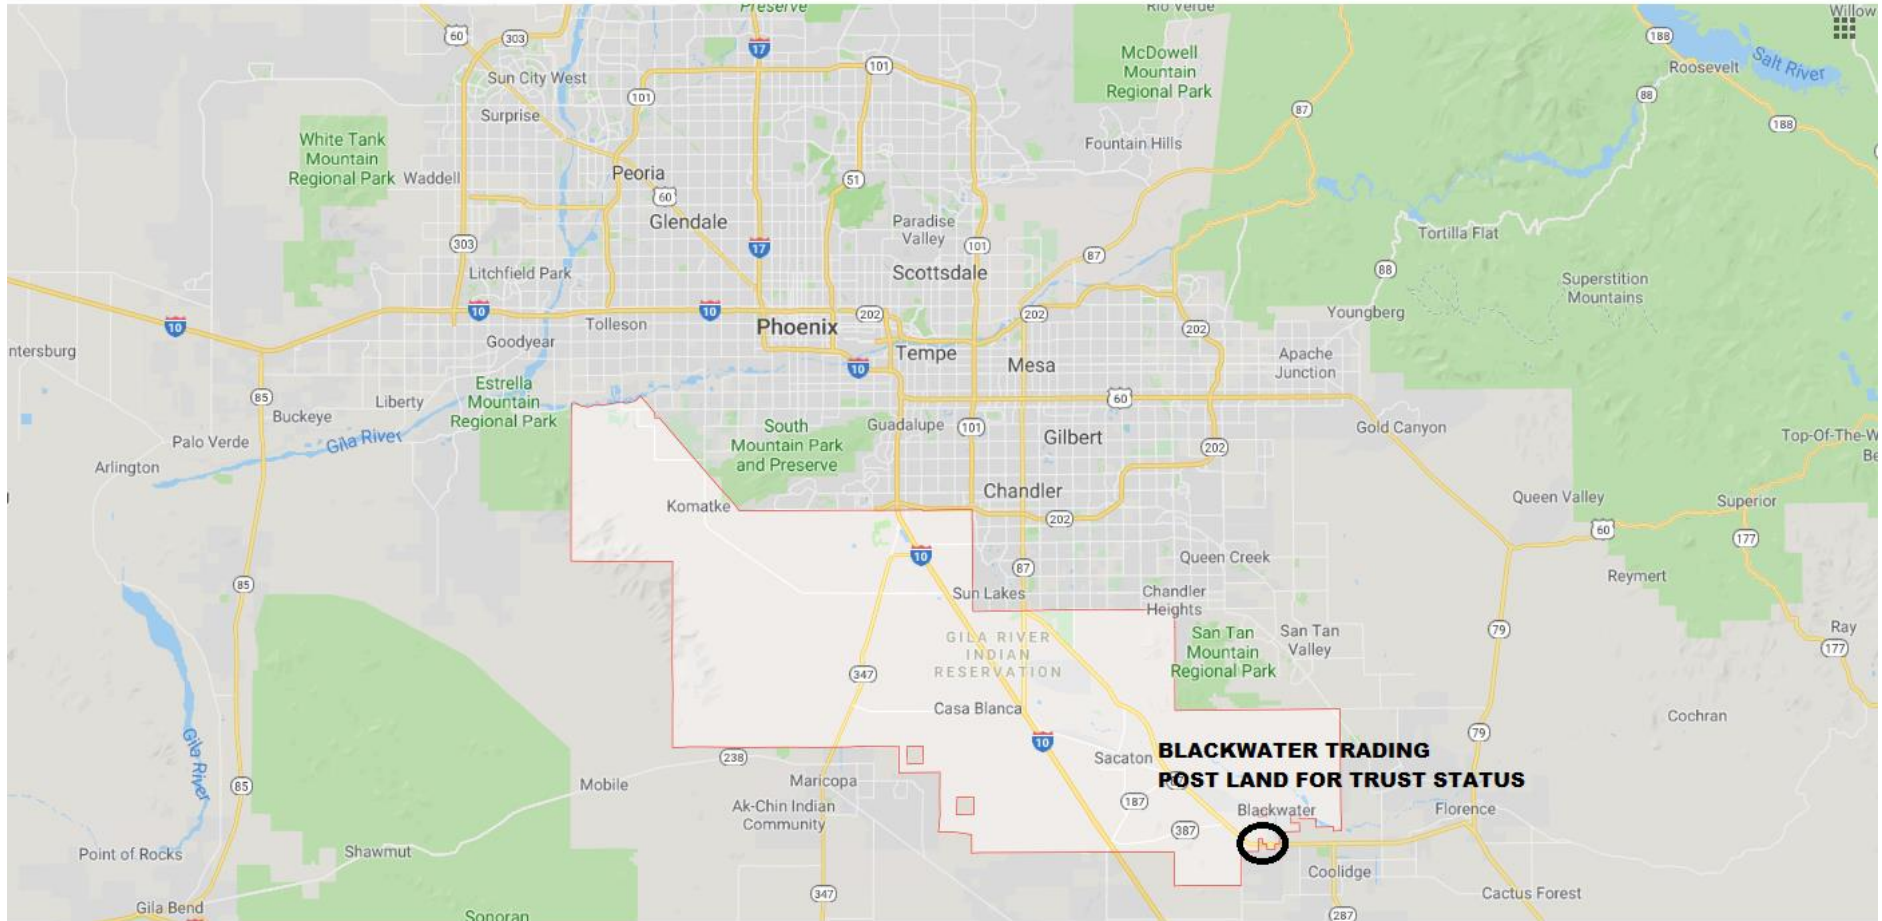 Preserve
Rio Verde
Willow
60
303
17
188
101
McDowell
Mountain
Regional Park
Roosevelt
Salt River
Sun City West
101
88
87
Surprise
188
White Tank
Mountain
Regional Park
Waddell
Fountain Hills
Peoria
51
60
Glendale
Paradise
Valley
Tortilla Flat
303
17
101
87
Litchfield Park
Scottsdale
88
Superstition
Mountains
10
10
10
202
202
Youngberg
Tolleson
Phoenix
202
Goodyear
ntersburg
Tempe
Mesa
Apache
Junction
10
Estrella
Mountain
Regional Park
85
Liberty
60
Buckeye
South
Mountain Park
and Preserve
Guadalupe
101
Gilbert
Gold Canyon
Palo Verde
Gila River
202
Top-Of-The-W
Be
Arlington
Chandler
Queen Valley
Superior
Komatke
202
60
177
10
Queen Creek
87
Reymert
85
Sun Lakes
Chandler
Heights
GILA RIVER
INDIAN
RESERVATION
San Tan
Mountain
Regional Park
San Tan
Valley
79
Ray
177
347
Casa Blanca
Cochran
Gila River
10
79
238
Sacaton
BLACKWATER TRADING
POST LAND FOR TRUST STATUS
Mobile
Maricopa
85
187
Ak-Chin Indian
Community
Blackwater
Florence
387
Point of Rocks
Shawmut
Coolidge
347
Cactus Forest
Gila Bend
Sonoran
287